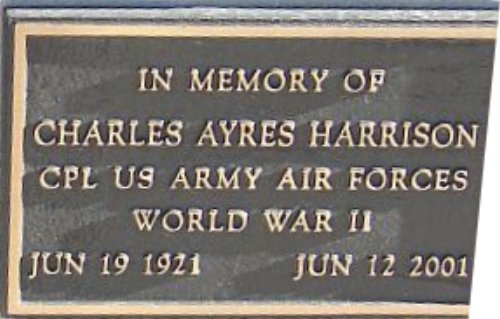 IN MEMORY OF
CHARLES AYRES HARRISON
CPL US ARMY AIR FORCES
WORLD WAR II
JUN 19 1921 JUN 12 2001